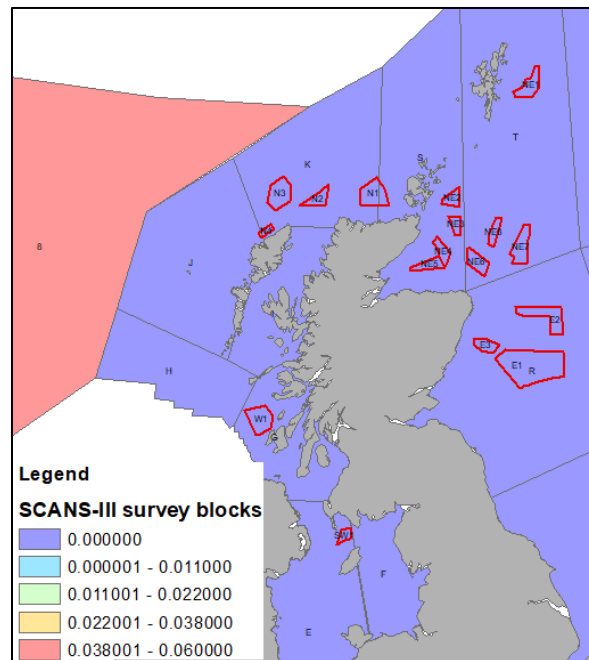 NE1
K
S
T
N3
N2
N1
NE2
NE3
N4
8
J
NE8
NE7
NE4
NE5
NE6
E2
E3
H
E1
R
W1
G
Legend
SCANS-III survey blocks
0.000000
0.000001 - 0.011000
0.011001 - 0.022000
0.022001 - 0.038000
0.038001 - 0.060000
SW1
F
E